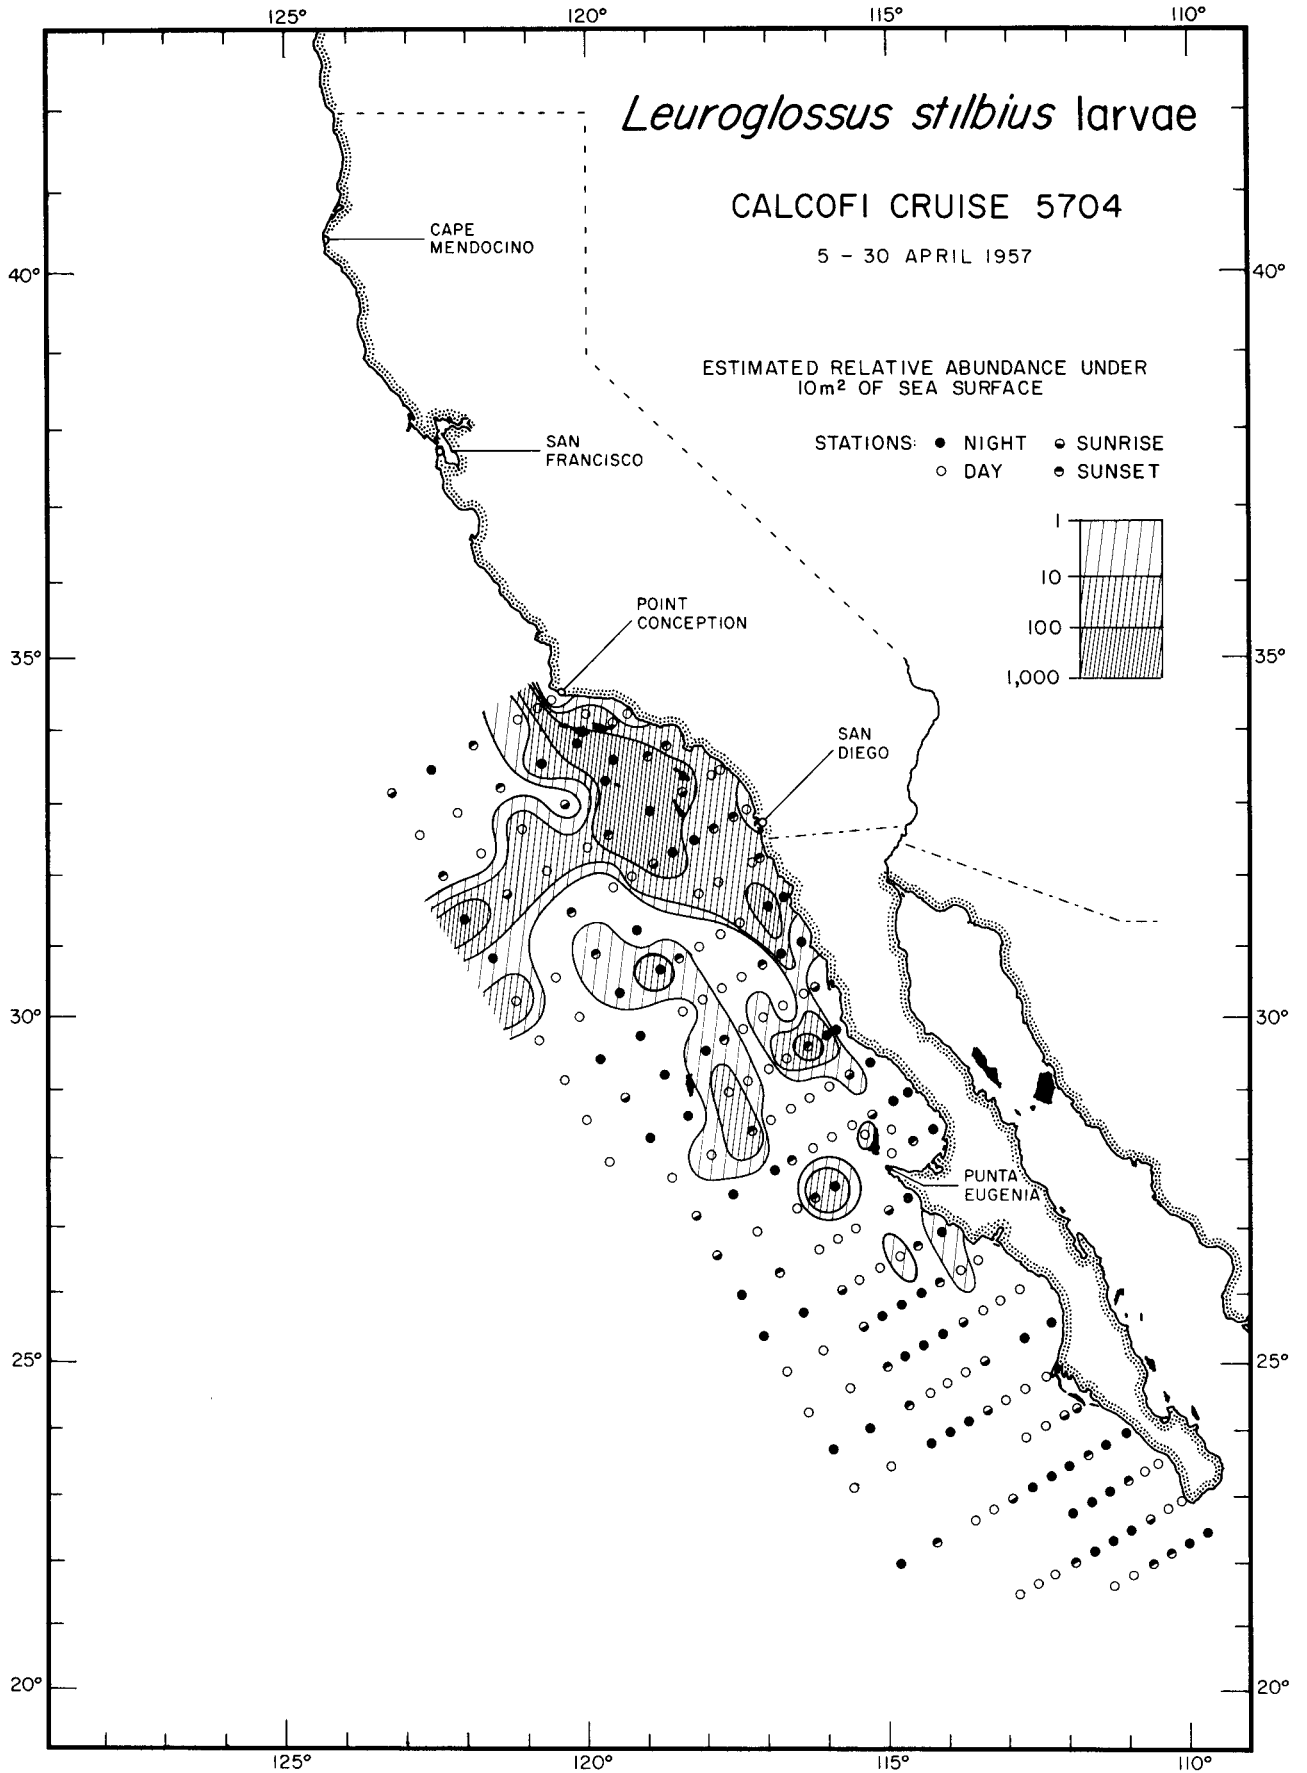 125° 120° 115° 110°
Leuroglossus stilbius larvae
CALCOFI CRUISE 5704
5 – 30 APRIL 1957
CAPE
MENDOCINO
40° 40°
ESTIMATED RELATIVE ABUNDANCE UNDER
10m² OF SEA SURFACE
STATIONS: ● NIGHT ◒ SUNRISE
○ DAY ◓ SUNSET
SAN
FRANCISCO
1
10
100
1,000
POINT
CONCEPTION
35° 35°
SAN
DIEGO
30° 30°
PUNTA
EUGENIA
25° 25°
20° 20°
125° 120° 115° 110°